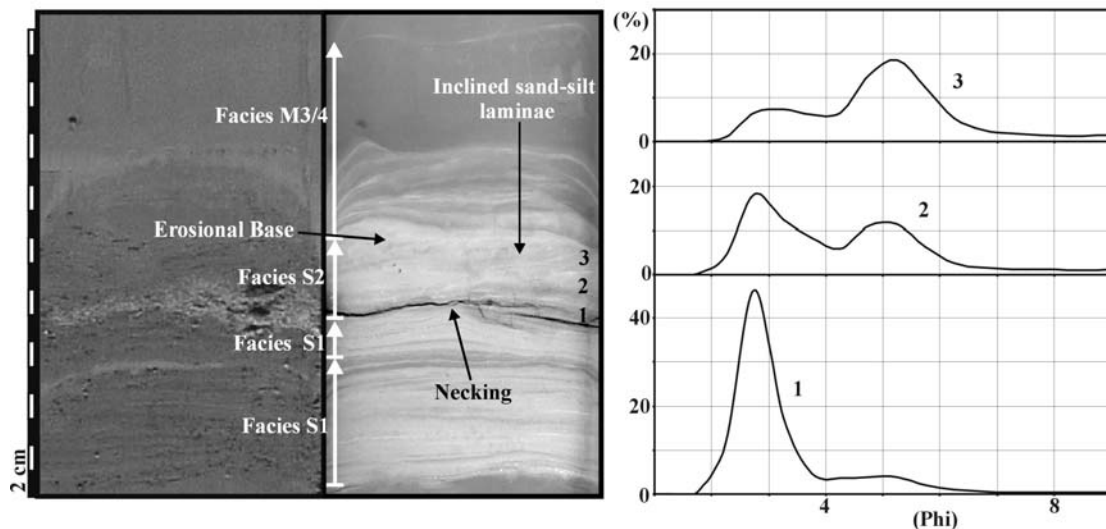 Facies M3/4
Inclined sand-silt
laminae
Erosional Base
Facies S2
Facies S1
Necking
Facies S1
2 cm
3
2
1
(%)
20
0
3
20
0
2
40
20
0
1
4
8
(Phi)